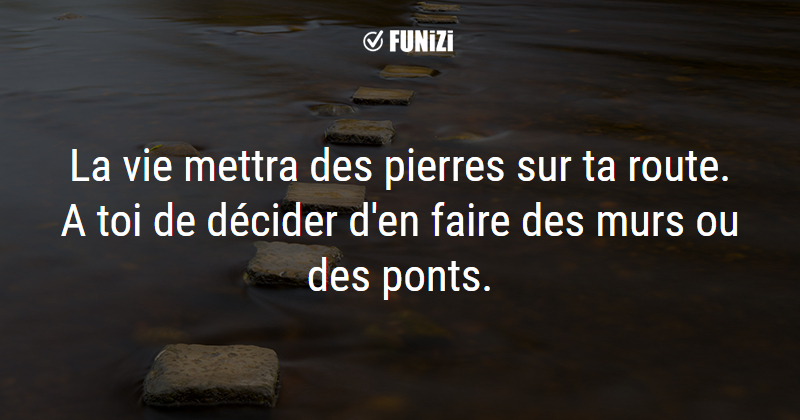 FUNiZi
La vie mettra des pierres sur ta route.
A toi de décider d'en faire des murs ou
des ponts.